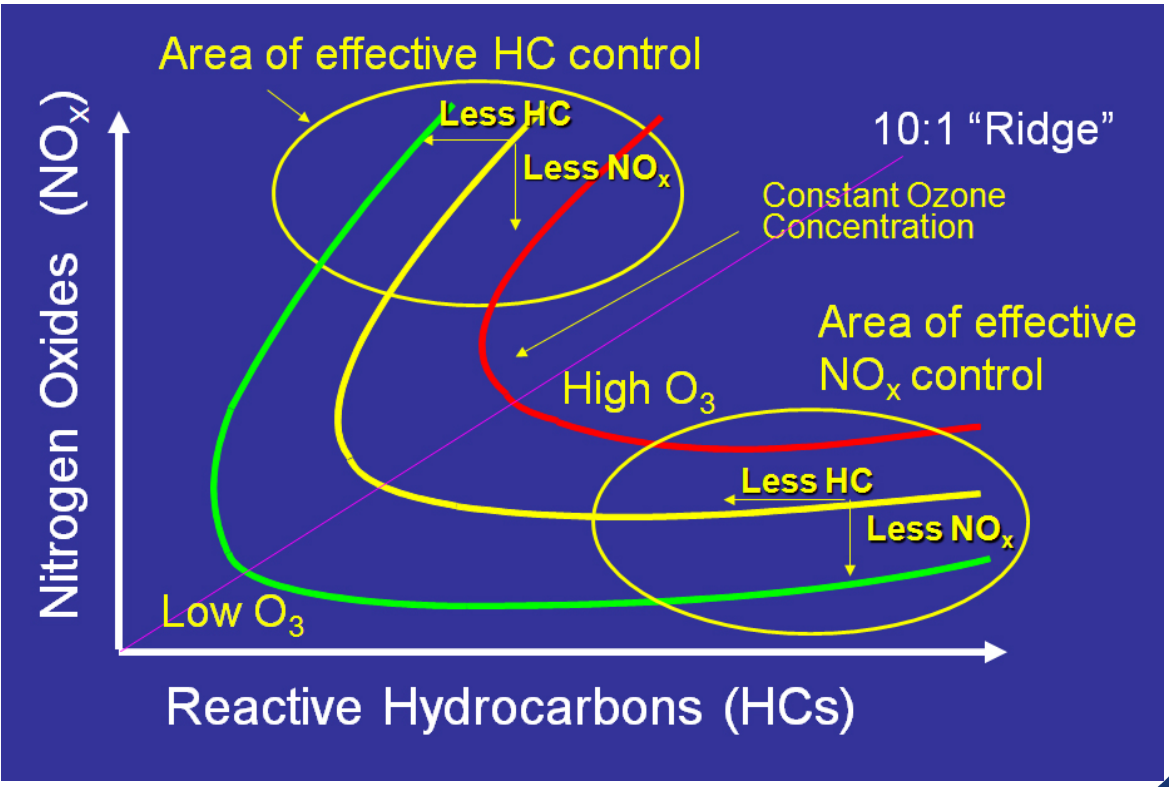 Area of effective HC control
Less HC
10:1 “Ridge”
Less NOx
Constant Ozone
Concentration
Area of effective
NOx control
High O3
Less HC
Less NOx
Low O3
Nitrogen Oxides (NOx)
Reactive Hydrocarbons (HCs)